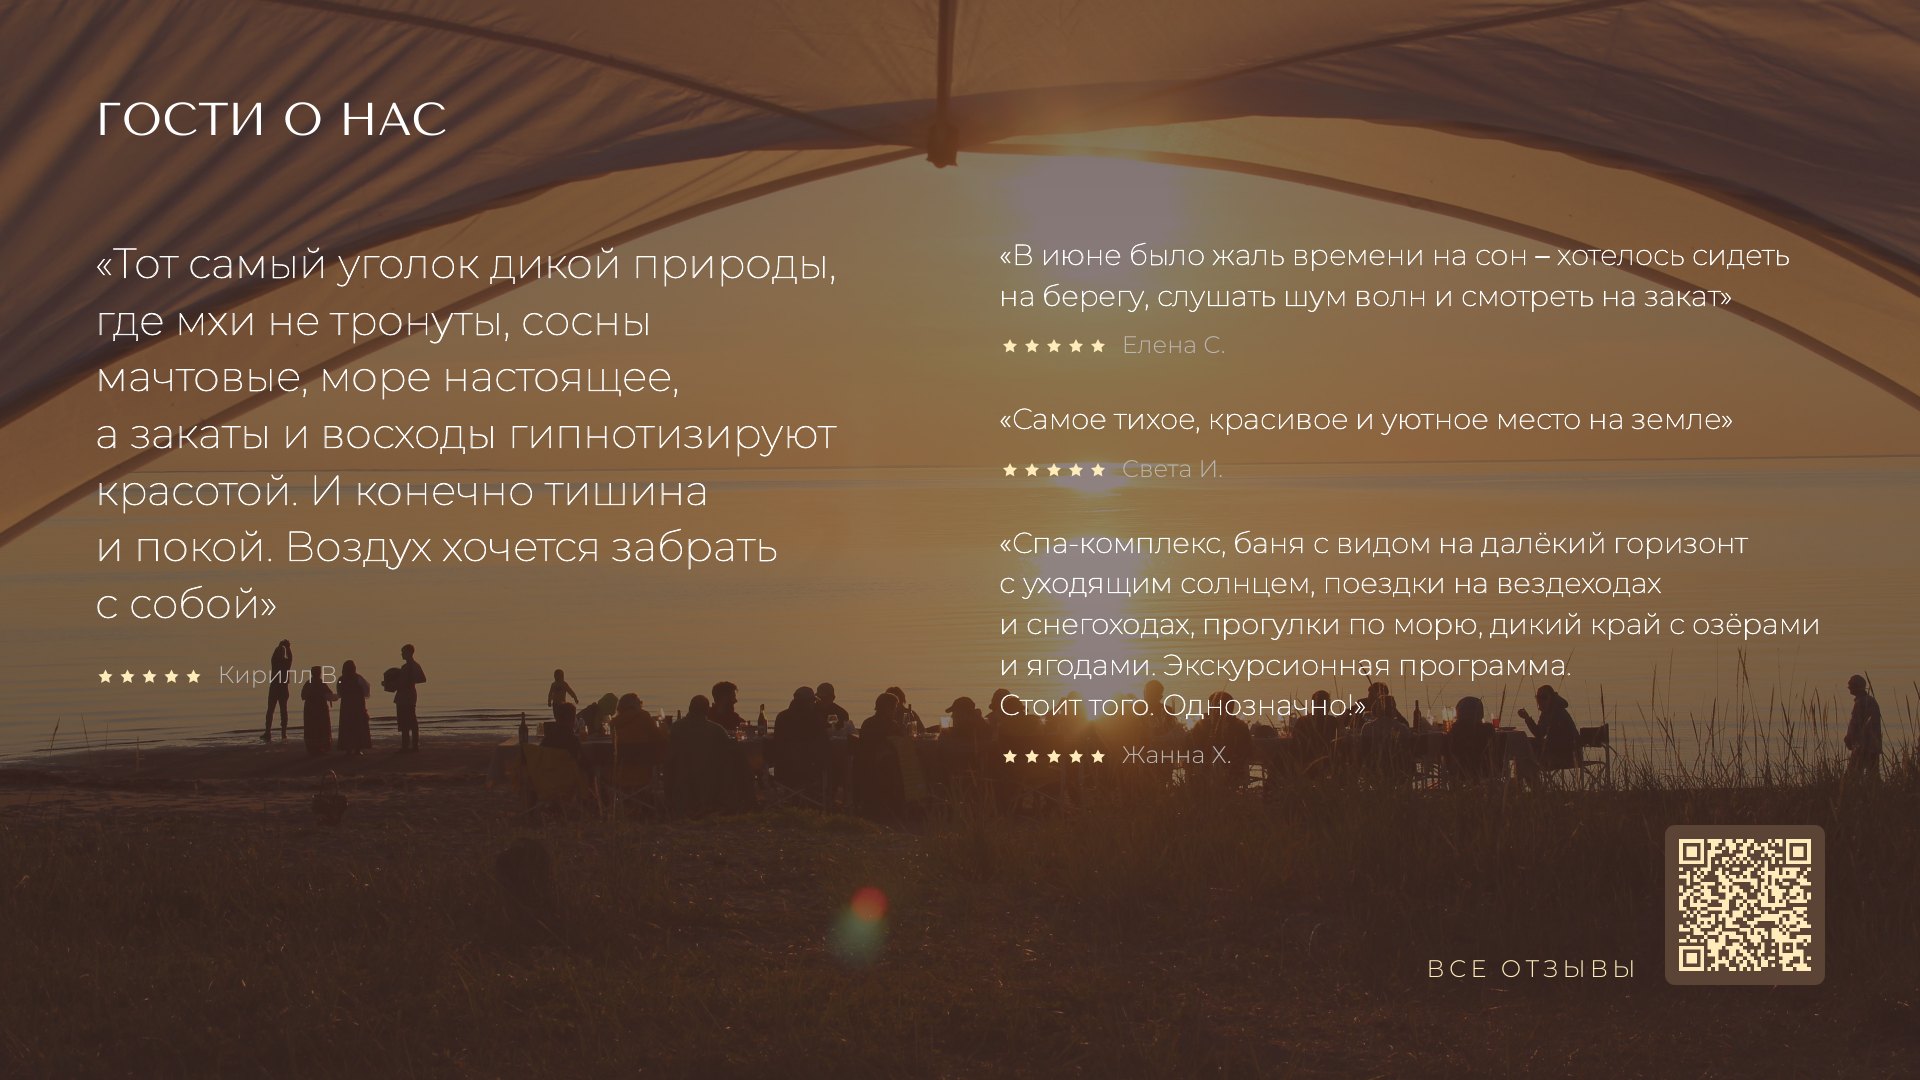 ГОСТИ О НАС
«Тот самый уголок дикой природы,
где мхи не тронуты, сосны
мачтовые, море настоящее,
а закаты и восходы гипнотизируют
красотой. И конечно тишина
и покой. Воздух хочется забрать
с собой»
Кирилл В.
«В июне было жаль времени на сон – хотелось сидеть
на берегу, слушать шум волн и смотреть на закат»
Елена С.
«Самое тихое, красивое и уютное место на земле»
Света И.
«Спа-комплекс, баня с видом на далёкий горизонт
с уходящим солнцем, поездки на вездеходах
и снегоходах, прогулки по морю, дикий край с озёрами
и ягодами. Экскурсионная программа.
Стоит того. Однозначно!»
Жанна Х.
ВСЕ ОТЗЫВЫ